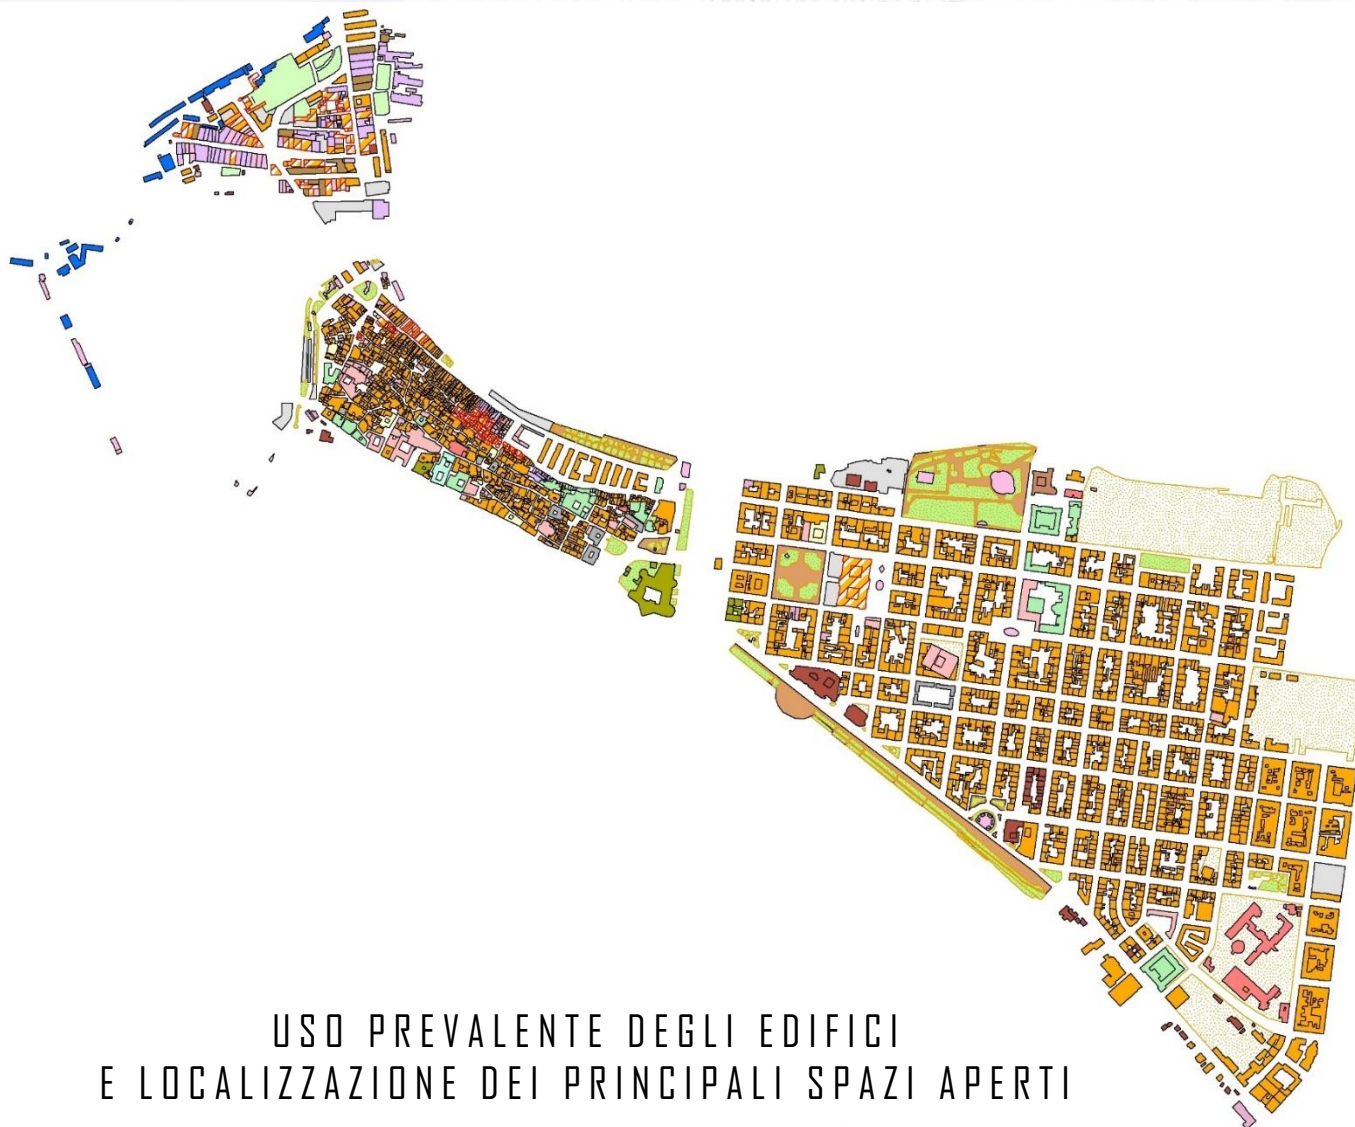 USO PREVALENTE DEGLI EDIFICI
E LOCALIZZAZIONE DEI PRINCIPALI SPAZI APERTI